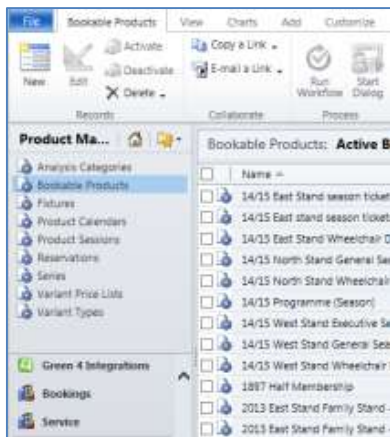 File Bookable Products View Charts Add Customize
New
Edit
Activate
Deactivate
Delete
Copy a Link
E-mail a Link
Run Workflow
Start Dialog
Records Collaborate Process
Product Ma...
Analysis Categories
Bookable Products
Fixtures
Product Calendars
Product Sessions
Reservations
Series
Variant Price Lists
Variant Types
Green 4 Integrations
Bookings
Service
Bookable Products: Active B
Name
14/15 East Stand season ticket
14/15 East stand season ticket
14/15 East Stand Wheelchair D
14/15 North Stand General Sea
14/15 North Stand Wheelchair
14/15 Programme (Season)
14/15 West Stand Executive Se
14/15 West Stand General Sea
14/15 West Stand Wheelchair
1897 Half Membership
2013 East Stand Family Stand -
2013 East Stand Family Stand -